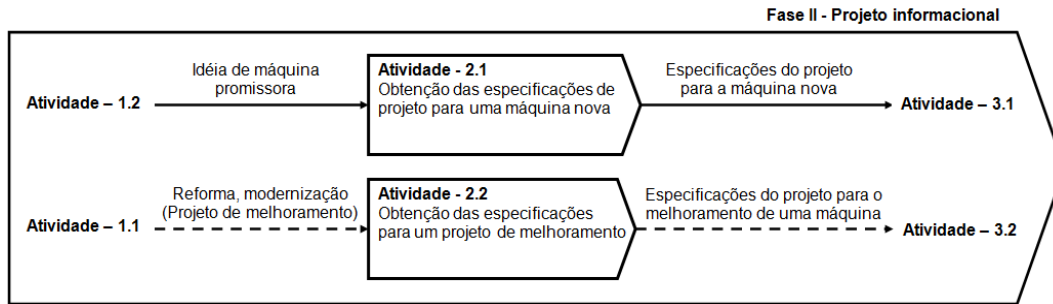 Fase II - Projeto informacional
Idéia de máquina
promissora
Atividade - 2.1
Obtenção das especificações de
projeto para uma máquina nova
Especificações do projeto
para a máquina nova
Atividade – 1.2
Atividade – 3.1
Reforma, modernização
(Projeto de melhoramento)
Atividade - 2.2
Obtenção das especificações
para um projeto de melhoramento
Especificações do projeto para o
melhoramento de uma máquina
Atividade – 1.1
Atividade – 3.2